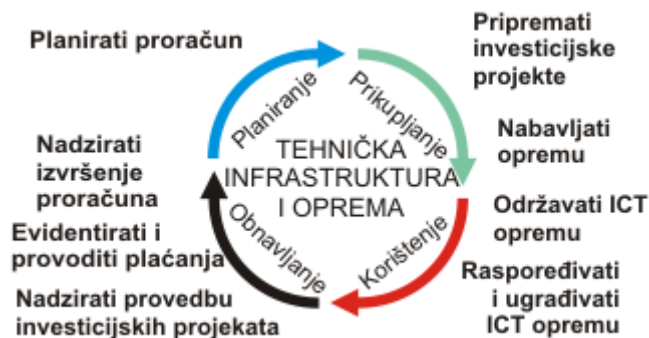 Planirati proračun
Pripremati
investicijske
projekte
Planiranje
Prikupljanje
Nadzirati
izvršenje
proračuna
TEHNIČKA
INFRASTRUKTURA
I OPREMA
Nabavljati
opremu
Evidentirati i
provoditi plaćanja
Obnavljanje
Korištenje
Održavati ICT
opremu
Nadzirati provedbu
investicijskih projekata
Raspoređivati
i ugrađivati
ICT opremu